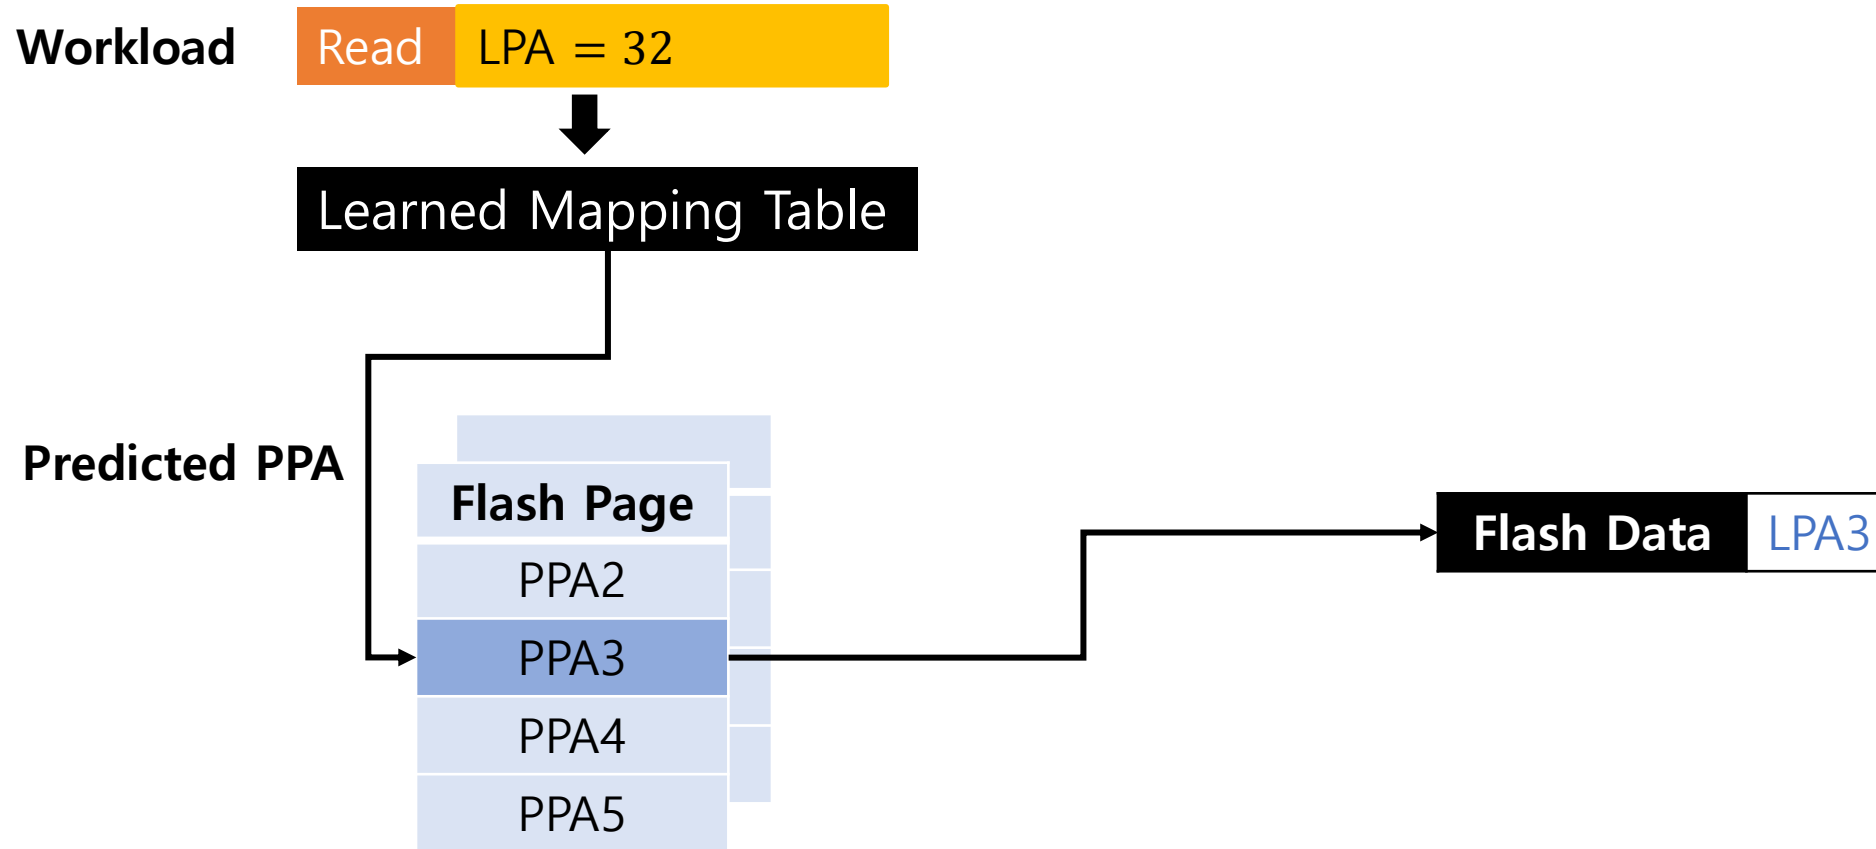 Workload
Read LPA = 32
Learned Mapping Table
Predicted PPA
Flash Page
PPA2
PPA3
PPA4
PPA5
Flash Data LPA3